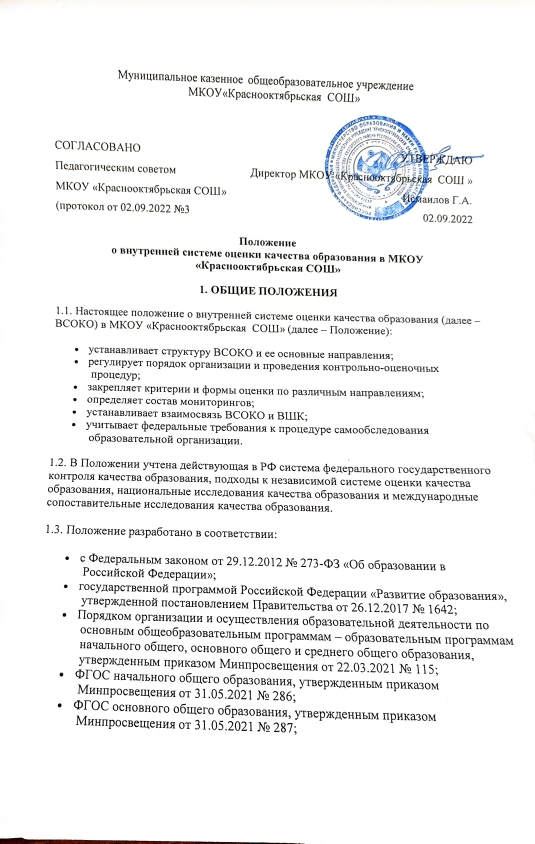 Муниципальное казенное общеобразовательное учреждение
МКОУ«Краснооктябрьская СОШ»
СОГЛАСОВАНО
Педагогическим советом
МКОУ «Краснооктябрьская СОШ»
(протокол от 02.09.2022 №3
УТВЕРЖДАЮ
Директор МКОУ «Краснооктябрьская СОШ »
Исмаилов Г.А.
02.09.2022
Положение
о внутренней системе оценки качества образования в МКОУ
«Краснооктябрьская СОШ»
1. ОБЩИЕ ПОЛОЖЕНИЯ
1.1. Настоящее положение о внутренней системе оценки качества образования (далее –
ВСОКО) в МКОУ «Краснооктябрьская СОШ» (далее – Положение):
• устанавливает структуру ВСОКО и ее основные направления;
• регулирует порядок организации и проведения контрольно-оценочных
процедур;
• закрепляет критерии и формы оценки по различным направлениям;
• определяет состав мониторингов;
• устанавливает взаимосвязь ВСОКО и ВШК;
• учитывает федеральные требования к процедуре самообследования
образовательной организации.
1.2. В Положении учтена действующая в РФ система федерального государственного
контроля качества образования, подходы к независимой системе оценки качества
образования, национальные исследования качества образования и международные
сопоставительные исследования качества образования.
1.3. Положение разработано в соответствии:
• с Федеральным законом от 29.12.2012 № 273-ФЗ «Об образовании в
Российской Федерации»;
• государственной программой Российской Федерации «Развитие образования»,
утвержденной постановлением Правительства от 26.12.2017 № 1642;
• Порядком организации и осуществления образовательной деятельности по
основным общеобразовательным программам – образовательным программам
начального общего, основного общего и среднего общего образования,
утвержденным приказом Минпросвещения от 22.03.2021 № 115;
• ФГОС начального общего образования, утвержденным приказом
Минпросвещения от 31.05.2021 № 286;
• ФГОС основного общего образования, утвержденным приказом
Минпросвещения от 31.05.2021 № 287;